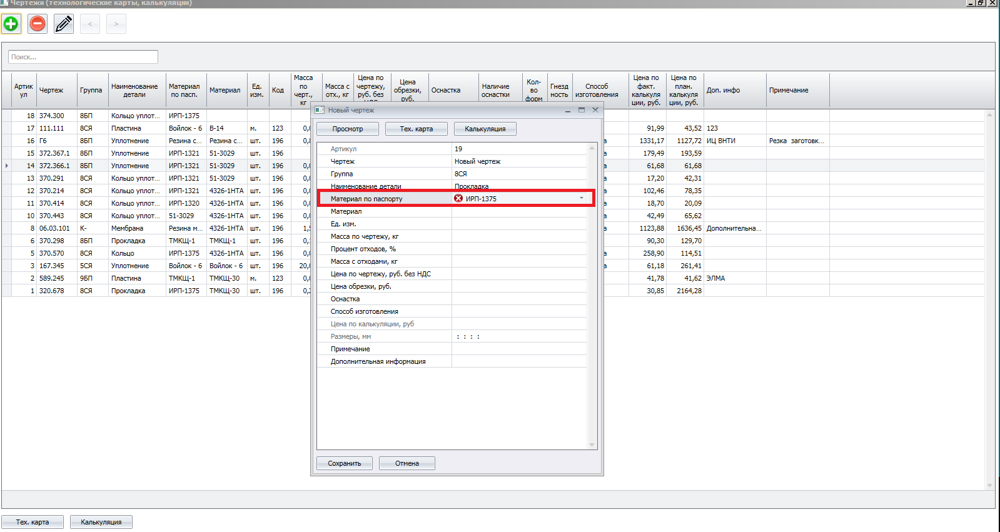 Чертежи (технологические карты, калькуляции)
< >
Поиск...
Артикул Чертеж Группа Наименование детали Материал по пасп. Материал Ед. изм. Код Масса по черт., кг Масса с отх., кг Цена по чертежу, руб. без Цена обрезки, руб. Оснастка Наличие оснастки Кол-во форм Гнездность Способ изготовления Цена по факт. калькуляции, руб. Цена по план. калькуляции, руб. Доп. инфо Примечание
18 374.300 8БП Кольцо уплот... ИРП-1375
17 111.111 8СЯ Пластина Войлок - 6 В-14 м. 123 0,0 91,99 43,52 123
16 Г6 8БП Уплотнение Резина с... Резина с... шт. 196 а 1331,17 1127,72 ИЦ ВНТИ Резка заготовк...
15 372.367.1 8БП Уплотнение ИРП-1321 51-3029 шт. 196 а 179,49 193,59
14 372.366.1 8БП Уплотнение ИРП-1321 51-3029 шт. 196 0,0 а 61,68 61,68
13 370.291 8СЯ Кольцо уплот... ИРП-1321 51-3029 шт. 196 0,0 а 17,20 42,31
12 370.214 8СЯ Кольцо уплот... ИРП-1321 4326-1НТА шт. 196 0,0 а 102,46 78,35
11 370.414 8СЯ Кольцо уплот... ИРП-1320 4326-1НТА шт. 196 0,0 а 18,70 20,09
10 370.443 8СЯ Кольцо уплот... 51-3029 4326-1НТА шт. 196 0,0 а 42,49 65,62
8 06.03.101 К- Мембрана Резина м... 4326-1НТА шт. 196 1,5 а 1123,88 1636,45 Дополнительна...
6 370.298 8БП Прокладка ТМКЩ-1 ТМКЩ-1 шт. 196 90,30 129,70
5 370.570 8СЯ Кольцо ИРП-1375 4326-1НТА шт. 196 0,0 а 258,90 114,51
3 167.345 5СЯ Уплотнение Войлок - 6 Войлок - 6 шт. 196 20,0 а 61,18 261,41
2 589.245 9БП Пластина ТМКЩ-1 ТМКЩ-30 м. 123 0,0 41,78 41,62 ЭЛМА
1 320.678 8СЯ Прокладка ИРП-1375 ТМКЩ-30 шт. 196 30,85 2164,28
Новый чертеж
Просмотр Тех. карта Калькуляция
Артикул 19
Чертеж Новый чертеж
Группа 8СЯ
Наименование детали Прокладка
Материал по паспорту ИРП-1375
Материал
Ед. изм.
Масса по чертежу, кг
Процент отходов, %
Масса с отходами, кг
Цена по чертежу, руб. без НДС
Цена обрезки, руб.
Оснастка
Способ изготовления
Цена по калькуляции, руб
Размеры, мм : : : :
Примечание
Дополнительная информация
Сохранить Отмена
Тех. карта Калькуляция